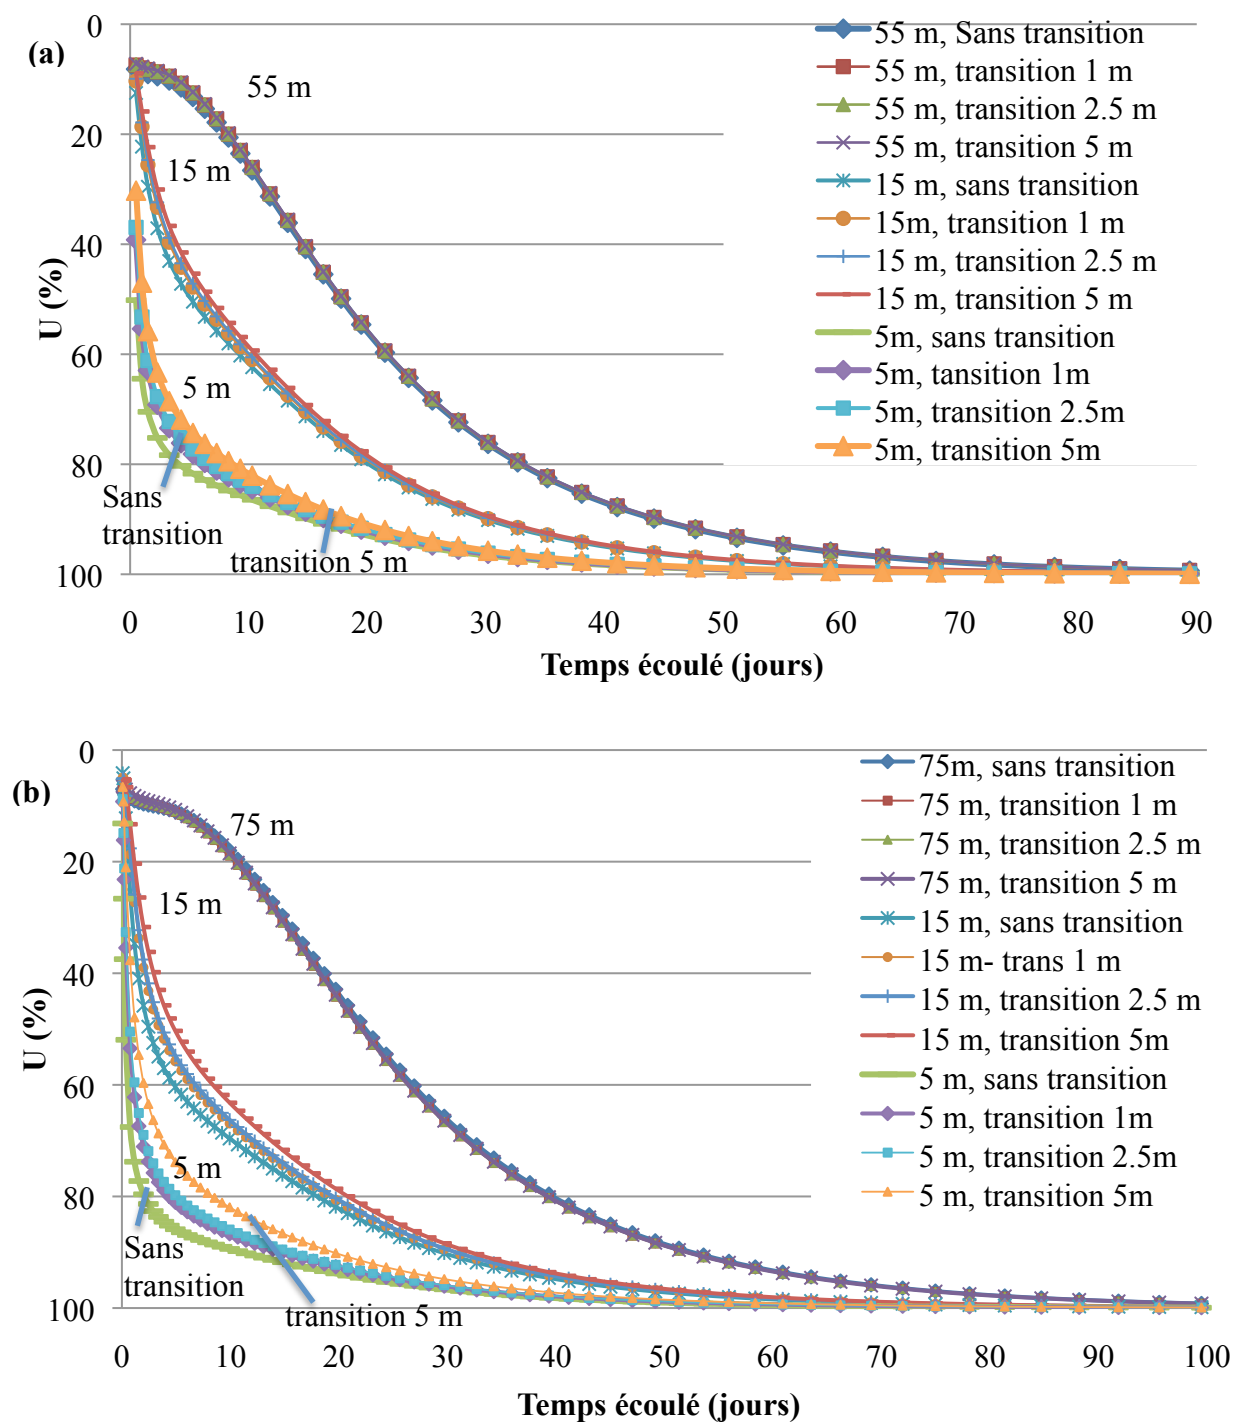 (a)
0
20
40
60
80
100
U (%)
55 m
15 m
5 m
Sans
transition
transition 5 m
55 m, Sans transition
55 m, transition 1 m
55 m, transition 2.5 m
55 m, transition 5 m
15 m, sans transition
15m, transition 1 m
15 m, transition 2.5 m
15 m, transition 5 m
5m, sans transition
5m, tansition 1m
5m, transition 2.5m
5m, transition 5m
0 10 20 30 40 50 60 70 80 90
Temps écoulé (jours)
(b)
0
20
40
60
80
100
U (%)
75 m
15 m
5 m
Sans
transition
transition 5 m
75m, sans transition
75 m, transition 1 m
75 m, transition 2.5 m
75 m, transition 5 m
15 m, sans transition
15 m- trans 1 m
15 m, transition 2.5 m
15 m, transition 5m
5 m, sans transition
5 m, transition 1m
5 m, transition 2.5m
5 m, transition 5m
0 10 20 30 40 50 60 70 80 90 100
Temps écoulé (jours)